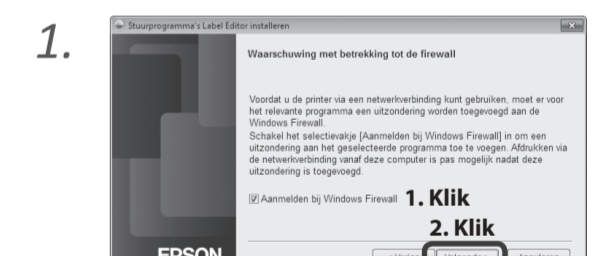 1.
Stuurprogramma's Label Editor installeren
Waarschuwing met betrekking tot de firewall
Voordat u de printer via een netwerkverbinding kunt gebruiken, moet er voor
het relevante programma een uitzondering worden toegevoegd aan de
Windows Firewall.
Schakel het selectievakje [Aanmelden bij Windows Firewall] in om een
uitzondering aan het geselecteerde programma toe te voegen. Afdrukken via
de netwerkverbinding vanaf deze computer is pas mogelijk nadat deze
uitzondering is toegevoegd.
Aanmelden bij Windows Firewall 1. Klik
2. Klik
EPSON